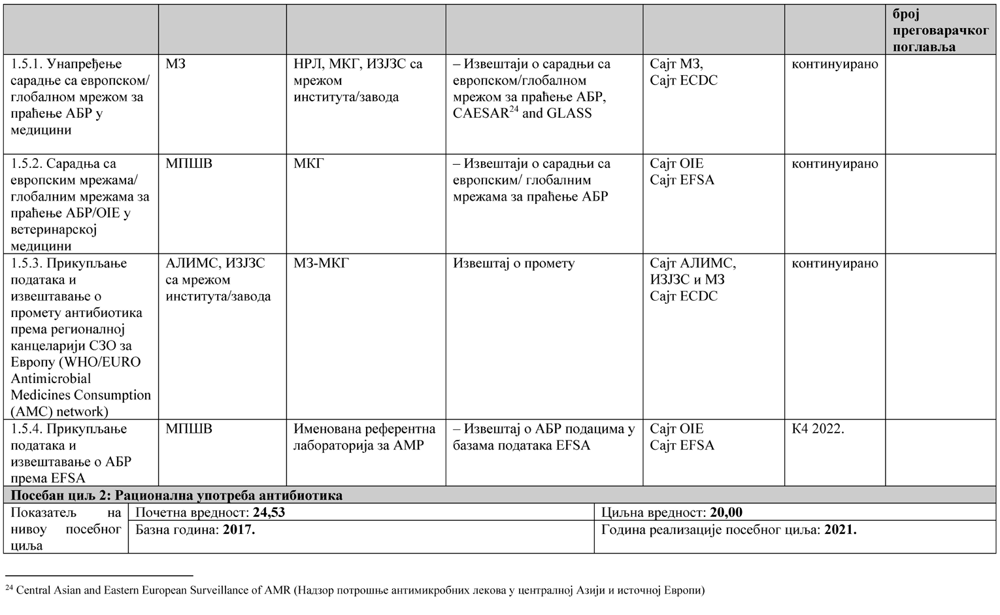 број
преговарачког
поглавља
1.5.1. Унапређење
сарадње са европском/
глобалном мрежом за
праћење АБР у
медицини
МЗ
НРЛ, МКГ, ИЗЈЗС са
мрежом
института/завода
– Извештаји о сарадњи са
европском/глобалном
мрежом за праћење АБР,
CAESAR24 and GLASS
Сајт МЗ,
Сајт ECDC
континуирано
1.5.2. Сарадња са
европским мрежама/
глобалним мрежама за
праћење АБР/OIE у
ветеринарској
медицини
МПШВ
МКГ
– Извештаји о сарадњи са
европским/ глобалним
мрежама за праћење АБР
Сајт OIE
Сајт EFSA
континуирано
1.5.3. Прикупљање
података и
извештавање о
промету антибиотика
према регионалној
канцеларији СЗО за
Европу (WHO/EURO
Antimicrobial
Medicines Consumption
(AMC) network)
АЛИМС, ИЗЈЗС
са мрежом
института/завода
МЗ-МКГ
Извештај о промету
Сајт АЛИМС,
ИЗЈЗС и МЗ
Сајт ECDC
континуирано
1.5.4. Прикупљање
података и
извештавање о АБР
према EFSA
МПШВ
Именована референтна
лабораторија за АМР
– Извештај о АБР подацима у
базама података EFSA
Сајт OIE
Сајт EFSA
К4 2022.
Посебан циљ 2: Рационална употреба антибиотика
Показатељ на
нивоу посебног
циља
Почетна вредност: 24,53
Циљна вредност: 20,00
Базна година: 2017.
Година реализације посебног циља: 2021.
24 Central Asian and Eastern European Surveillance of AMR (Надзор потрошње антимикробних лекова у централној Азији и источној Европи)